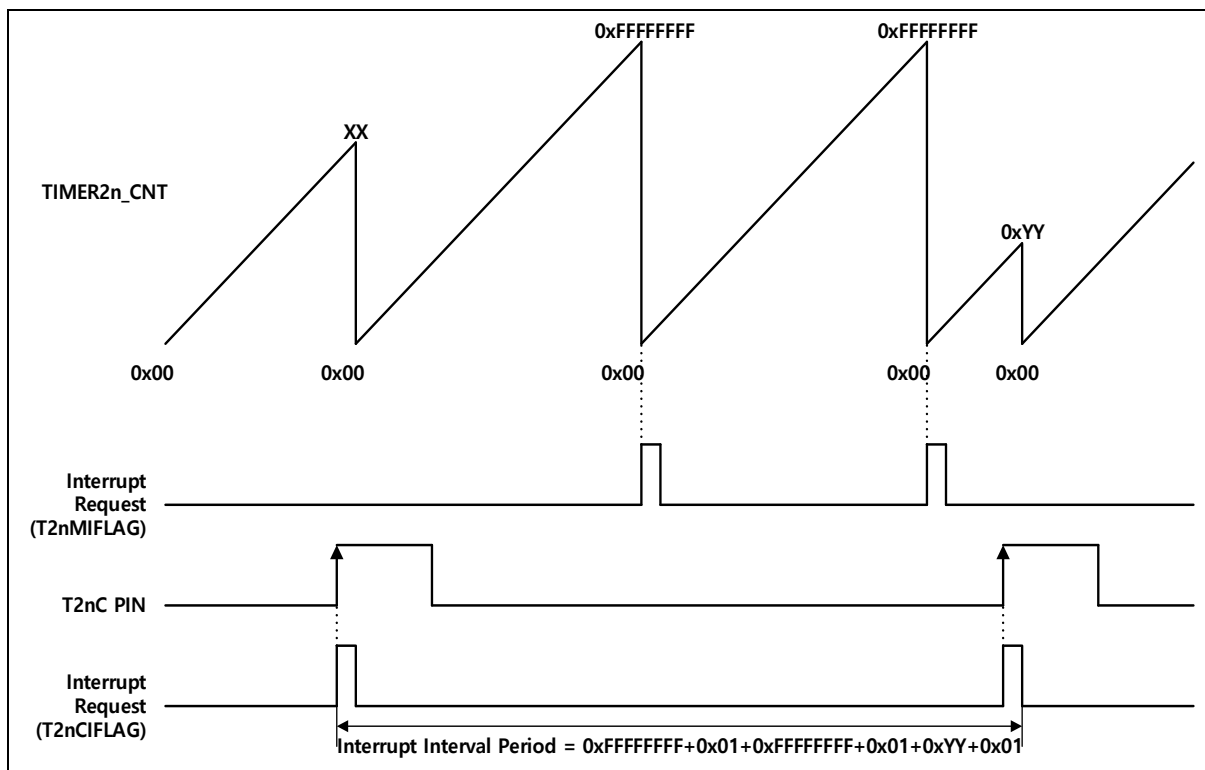 0xFFFFFFFF
0xFFFFFFFF
XX
TIMER2n_CNT
0xYY
0x00
0x00
0x00
0x00
0x00
Interrupt
Request
(T2nMIFLAG)
T2nC PIN
Interrupt
Request
(T2nCIFLAG)
Interrupt Interval Period = 0xFFFFFFFF+0x01+0xFFFFFFFF+0x01+0xYY+0x01